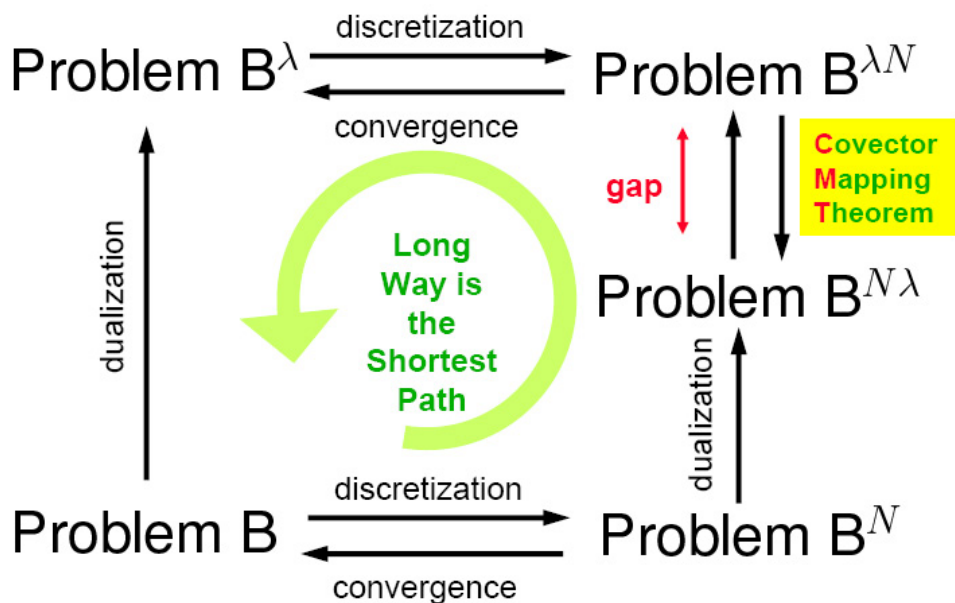 discretization
Problem B^λ
Problem B^{λN}
convergence
Covector
Mapping
Theorem
gap
dualization
Long
Way is
the
Shortest
Path
Problem B^{Nλ}
dualization
discretization
Problem B
Problem B^N
convergence